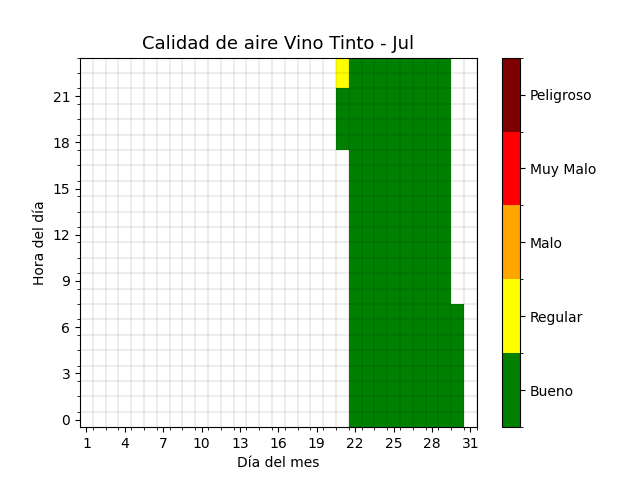 Calidad de aire Vino Tinto - Jul
Hora del día
21
18
15
12
9
6
3
0
1 4 7 10 13 16 19 22 25 28 31
Día del mes
Peligroso
Muy Malo
Malo
Regular
Bueno